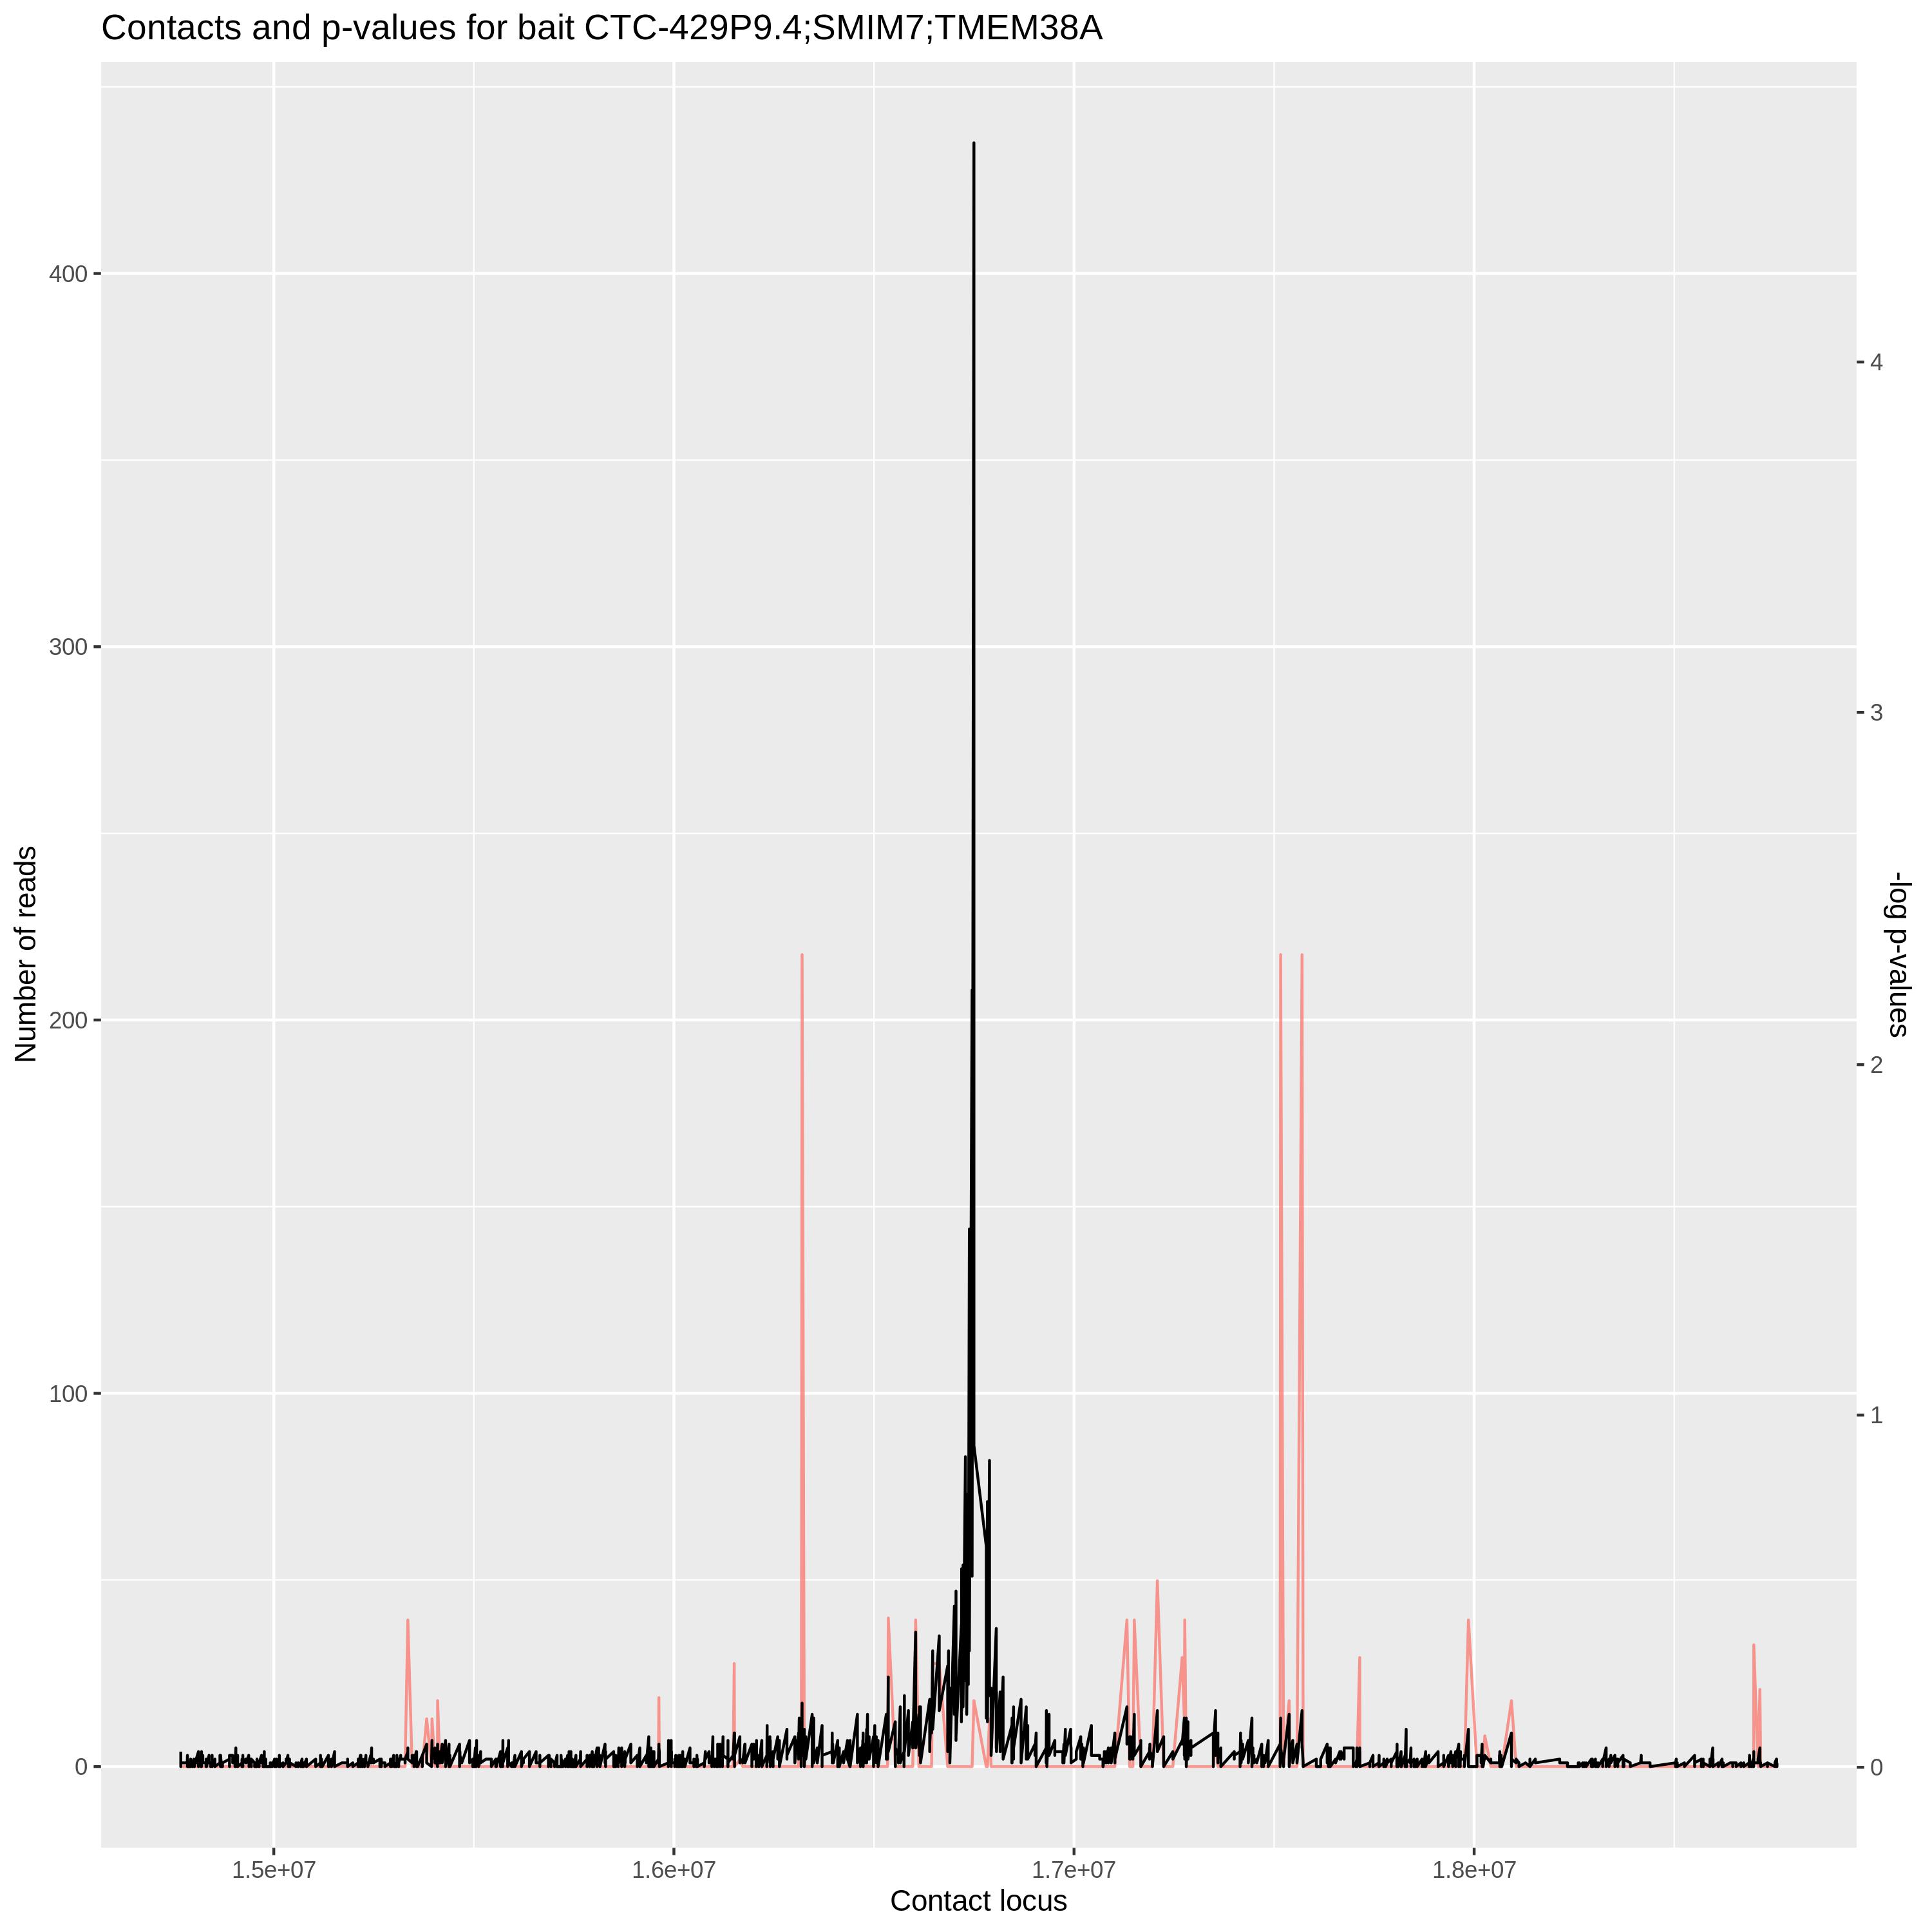 Contacts and p-values for bait CTC-429P9.4;SMIM7;TMEM38A
400
300
200
100
0
Number of reads
4
3
2
1
0
-log p-values
1.5e+07 1.6e+07 1.7e+07 1.8e+07
Contact locus